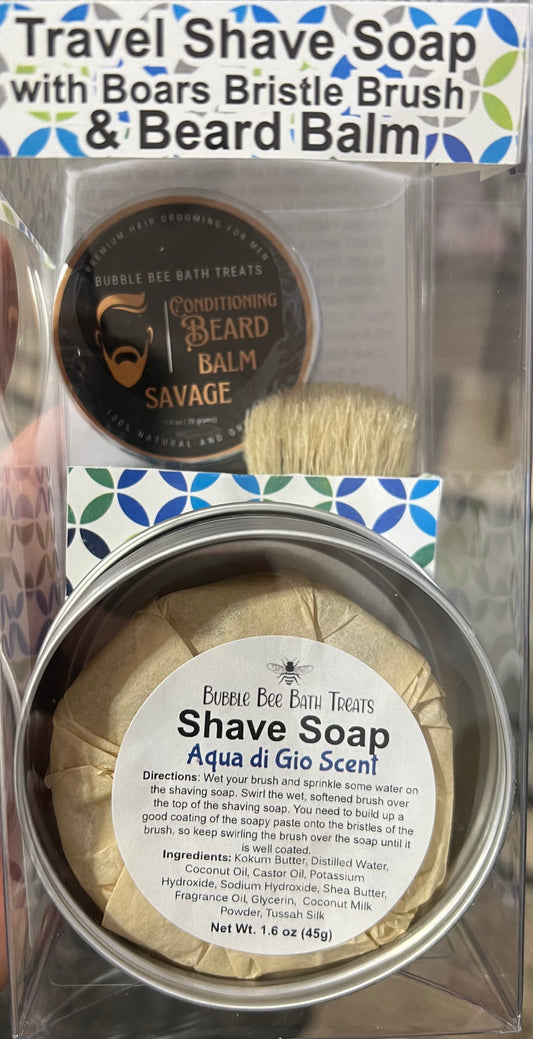 Travel Shave Soap
with Boars Bristle Brush
& Beard Balm
PREMIUM HAIR GROOMING FOR MEN
BUBBLE BEE BATH TREATS
CONDITIONING
BEARD
BALM
SAVAGE
100% NATURAL AND
BUBBLE BEE BATH TREATS
Shave Soap
Aqua di Gio Scent
Directions: Wet your brush and sprinkle some water on
the shaving soap. Swirl the wet, softened brush over
the top of the shaving soap. You need to build up a
good coating of the soapy paste onto the bristles of the
brush, so keep swirling the brush over the soap until it
is well coated.
Ingredients: Kokum Butter, Distilled Water,
Coconut Oil, Castor Oil, Potassium
Hydroxide, Sodium Hydroxide, Shea Butter,
Fragrance Oil, Glycerin, Coconut Milk
Powder, Tussah Silk
Net Wt. 1.6 oz (45g)